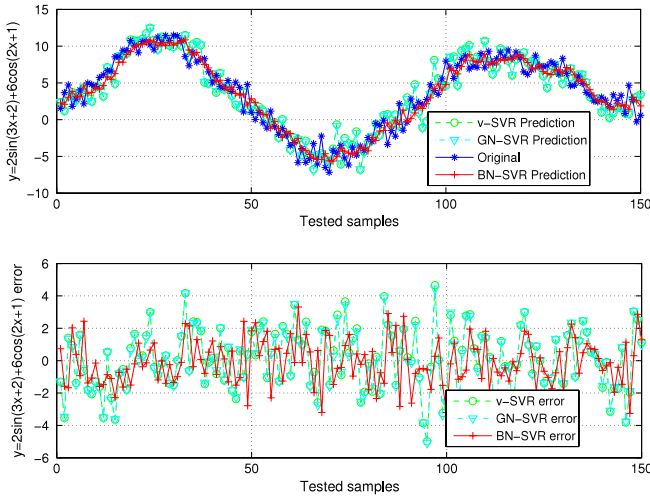 y=2sin(3x+2)+6cos(2x+1)
15
10
5
0
−5
−10
0
50
100
150
Tested samples
v−SVR Prediction
GN−SVR Prediction
Original
BN−SVR Prediction
y=2sin(3x+2)+6cos(2x+1) error
6
4
2
0
−2
−4
−6
0
50
100
150
Tested samples
v−SVR error
GN−SVR error
BN−SVR error